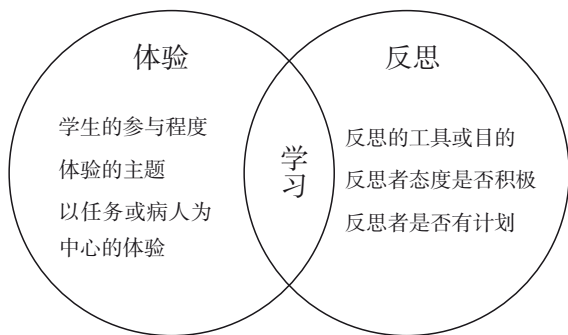 体验
学生的参与程度
体验的主题
以任务或病人为
中心的体验
学习
反思
反思的工具或目的
反思者态度是否积极
反思者是否有计划